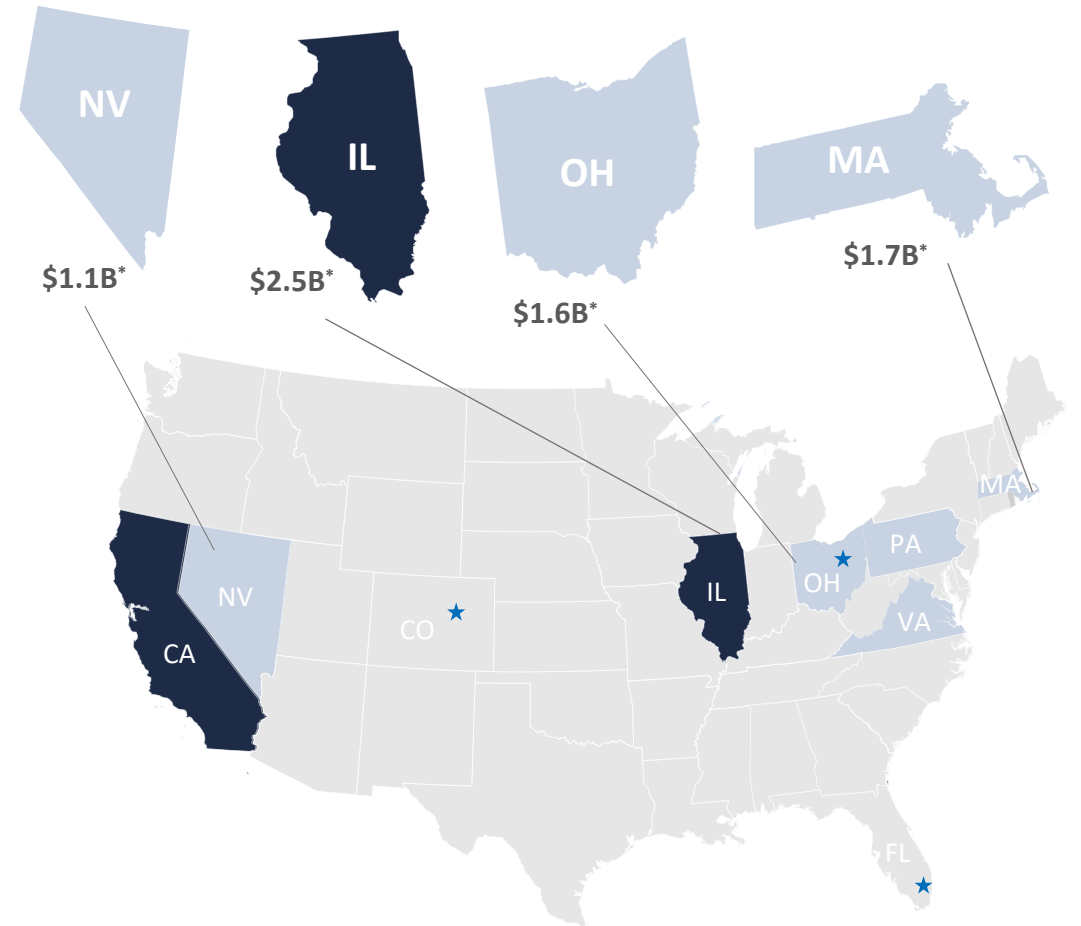 NV
IL
OH
MA
$1.1B*
$2.5B*
$1.6B*
$1.7B*
MA
PA
OH
NV
IL
VA
CO
CA
FL